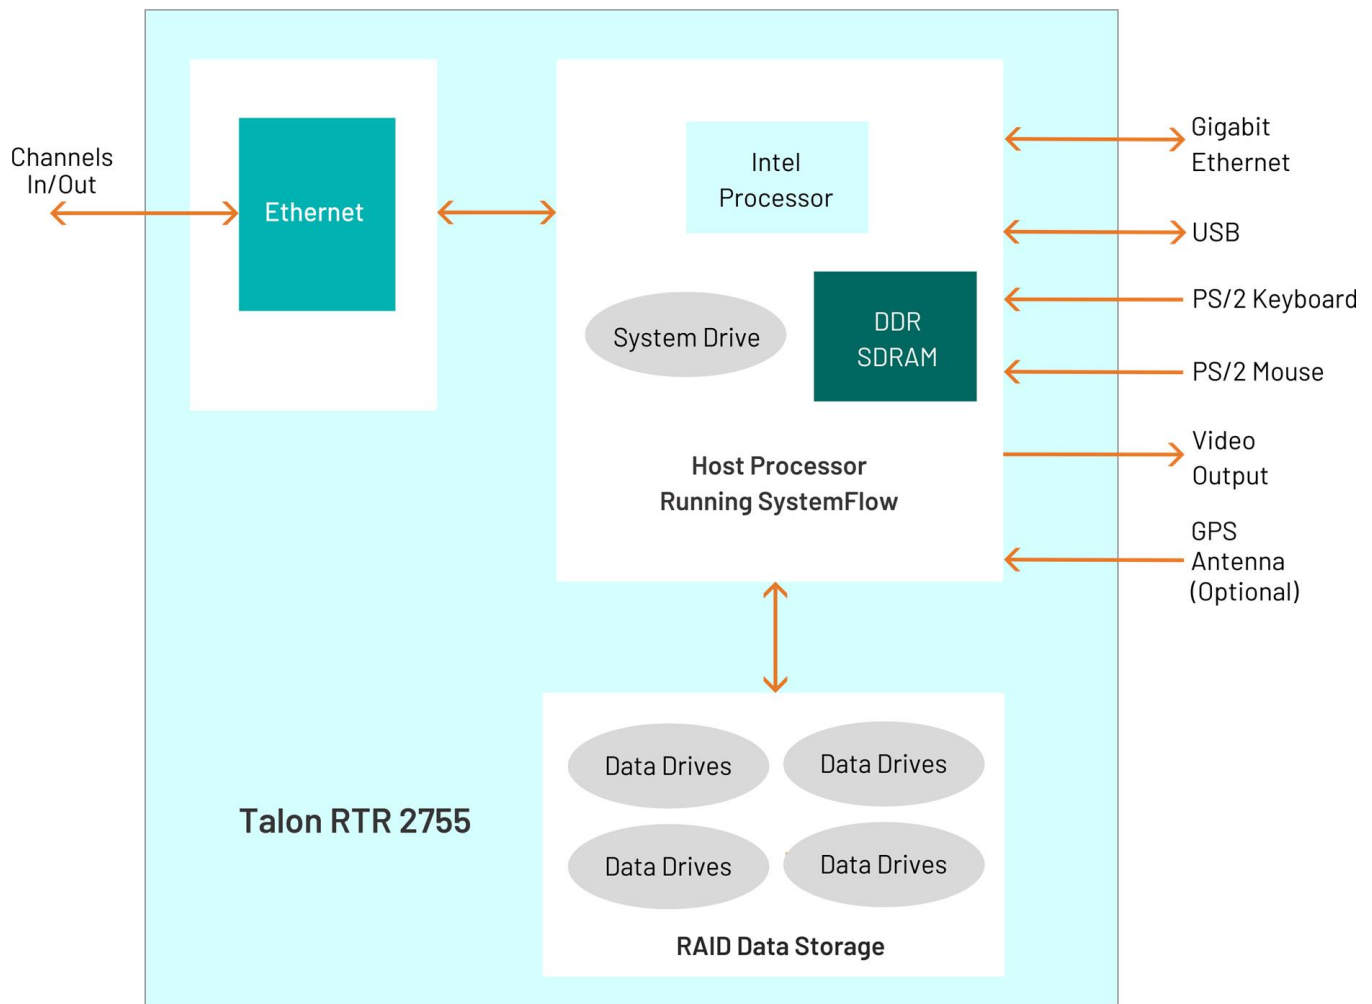 Channels
In/Out
Ethernet
Intel
Processor
System Drive
DDR
SDRAM
Host Processor
Running SystemFlow
Gigabit
Ethernet
USB
PS/2 Keyboard
PS/2 Mouse
Video
Output
GPS
Antenna
(Optional)
Talon RTR 2755
Data Drives
Data Drives
Data Drives
Data Drives
RAID Data Storage